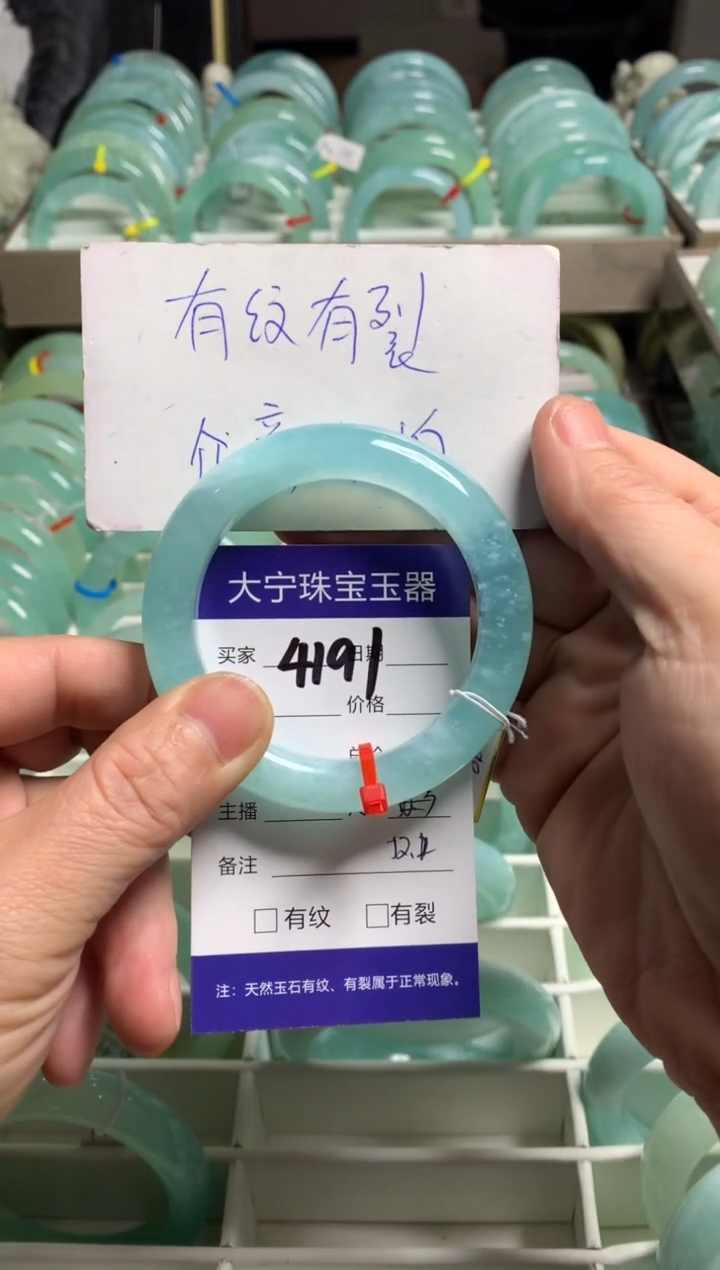 有纹有裂
大宁珠宝玉器
买家 4191 日期
价格
主播
备注 
□有纹 □有裂
注：天然玉石有纹、有裂属于正常现象。